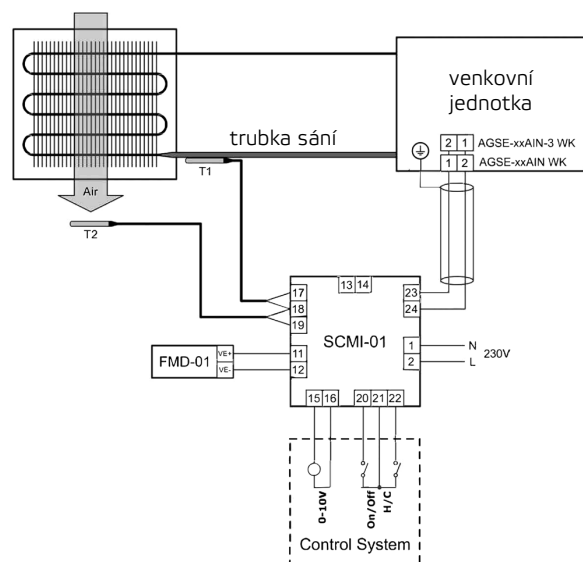 venkovní
jednotka
trubka sání
2 1 AGSE-xxAIN-3 WK
1 2 AGSE-xxAIN WK
T1
Air
T2
13 14
17
18
19
23
24
SCMI-01
11
12
1
2
N
L
230V
FMD-01
VE+
VE-
15 16
20 21 22
0-10V
On/Off
H/C
Control System